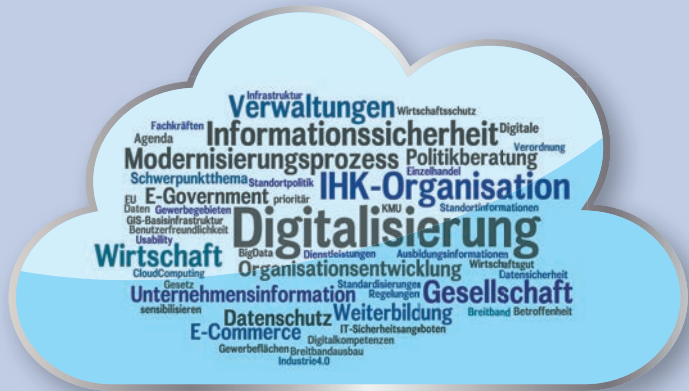 Infrastruktur
Verwaltungen Wirtschaftsschutz
Fachkräften
Agenda Informationssicherheit Digitale
Verordnung
Modernisierungsprozess Politikberatung
Einzelhandel
Schwerpunktthema Standortpolitik IHK-Organisation
EU E-Government prioritär
Daten Gewerbegebieten KMU Standortinformationen
GIS-Basisinfrastruktur
Benutzerfreundlichkeit Digitalisierung
Usability
Wirtschaft BigData Dienstleistungen Ausbildungsinformationen
CloudComputing Organisationsentwicklung Wirtschaftsgut
Datensicherheit
Gesetz Standardisierungen
Unternehmensinformation Regelungen Gesellschaft
sensibilisieren Datenschutz Weiterbildung Breitband Betroffenheit
E-Commerce IT-Sicherheitsangeboten
Digitalkompetenzen
Gewerbeflächen Breitbandausbau
Industrie4.0